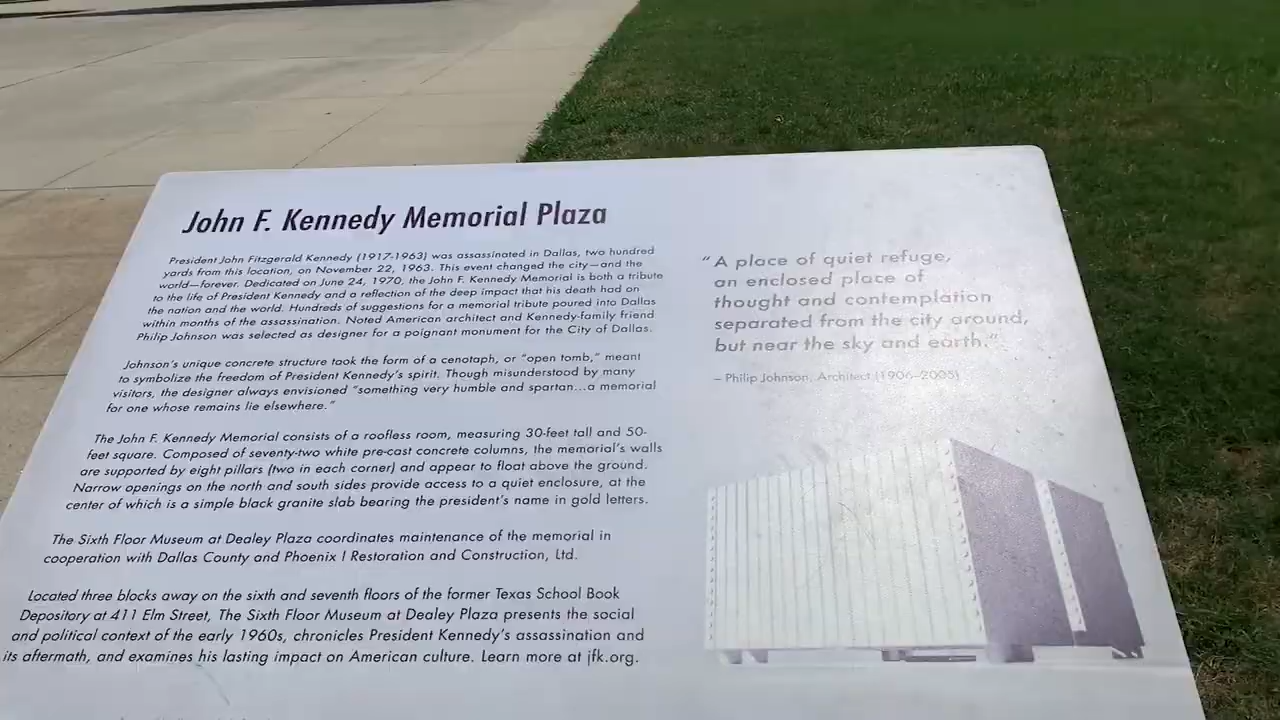 John F. Kennedy Memorial Plaza
President John Fitzgerald Kennedy (1917-1963) was assassinated in Dallas, two hundred
yards from this location, on November 22, 1963. This event changed the city—and the
world—forever. Dedicated on June 24, 1970, the John F. Kennedy Memorial is both a tribute
to the life of President Kennedy and a reflection of the deep impact that his death had on
the nation and the world. Hundreds of suggestions for a memorial tribute poured into Dallas
within months of the assassination. Noted American architect and Kennedy-family friend
Philip Johnson was selected as designer for a poignant monument for the City of Dallas.
Johnson's unique concrete structure took the form of a cenotaph, or "open tomb," meant
to symbolize the freedom of President Kennedy's spirit. Though misunderstood by many
visitors, the designer always envisioned "something very humble and spartan...a memorial
for one whose remains lie elsewhere."
The John F. Kennedy Memorial consists of a roofless room, measuring 30-feet tall and 50-
feet square. Composed of seventy-two white pre-cast concrete columns, the memorial's walls
are supported by eight pillars (two in each corner) and appear to float above the ground.
Narrow openings on the north and south sides provide access to a quiet enclosure, at the
center of which is a simple black granite slab bearing the president's name in gold letters.
The Sixth Floor Museum at Dealey Plaza coordinates maintenance of the memorial in
cooperation with Dallas County and Phoenix I Restoration and Construction, Ltd.
Located three blocks away on the sixth and seventh floors of the former Texas School Book
Depository at 411 Elm Street, The Sixth Floor Museum at Dealey Plaza presents the social
and political context of the early 1960s, chronicles President Kennedy's assassination and
its aftermath, and examines his lasting impact on American culture. Learn more at jfk.org.
"A place of quiet refuge,
an enclosed place of
thought and contemplation
separated from the city around,
but near the sky and earth."
– Philip Johnson, Architect (1906–2005)